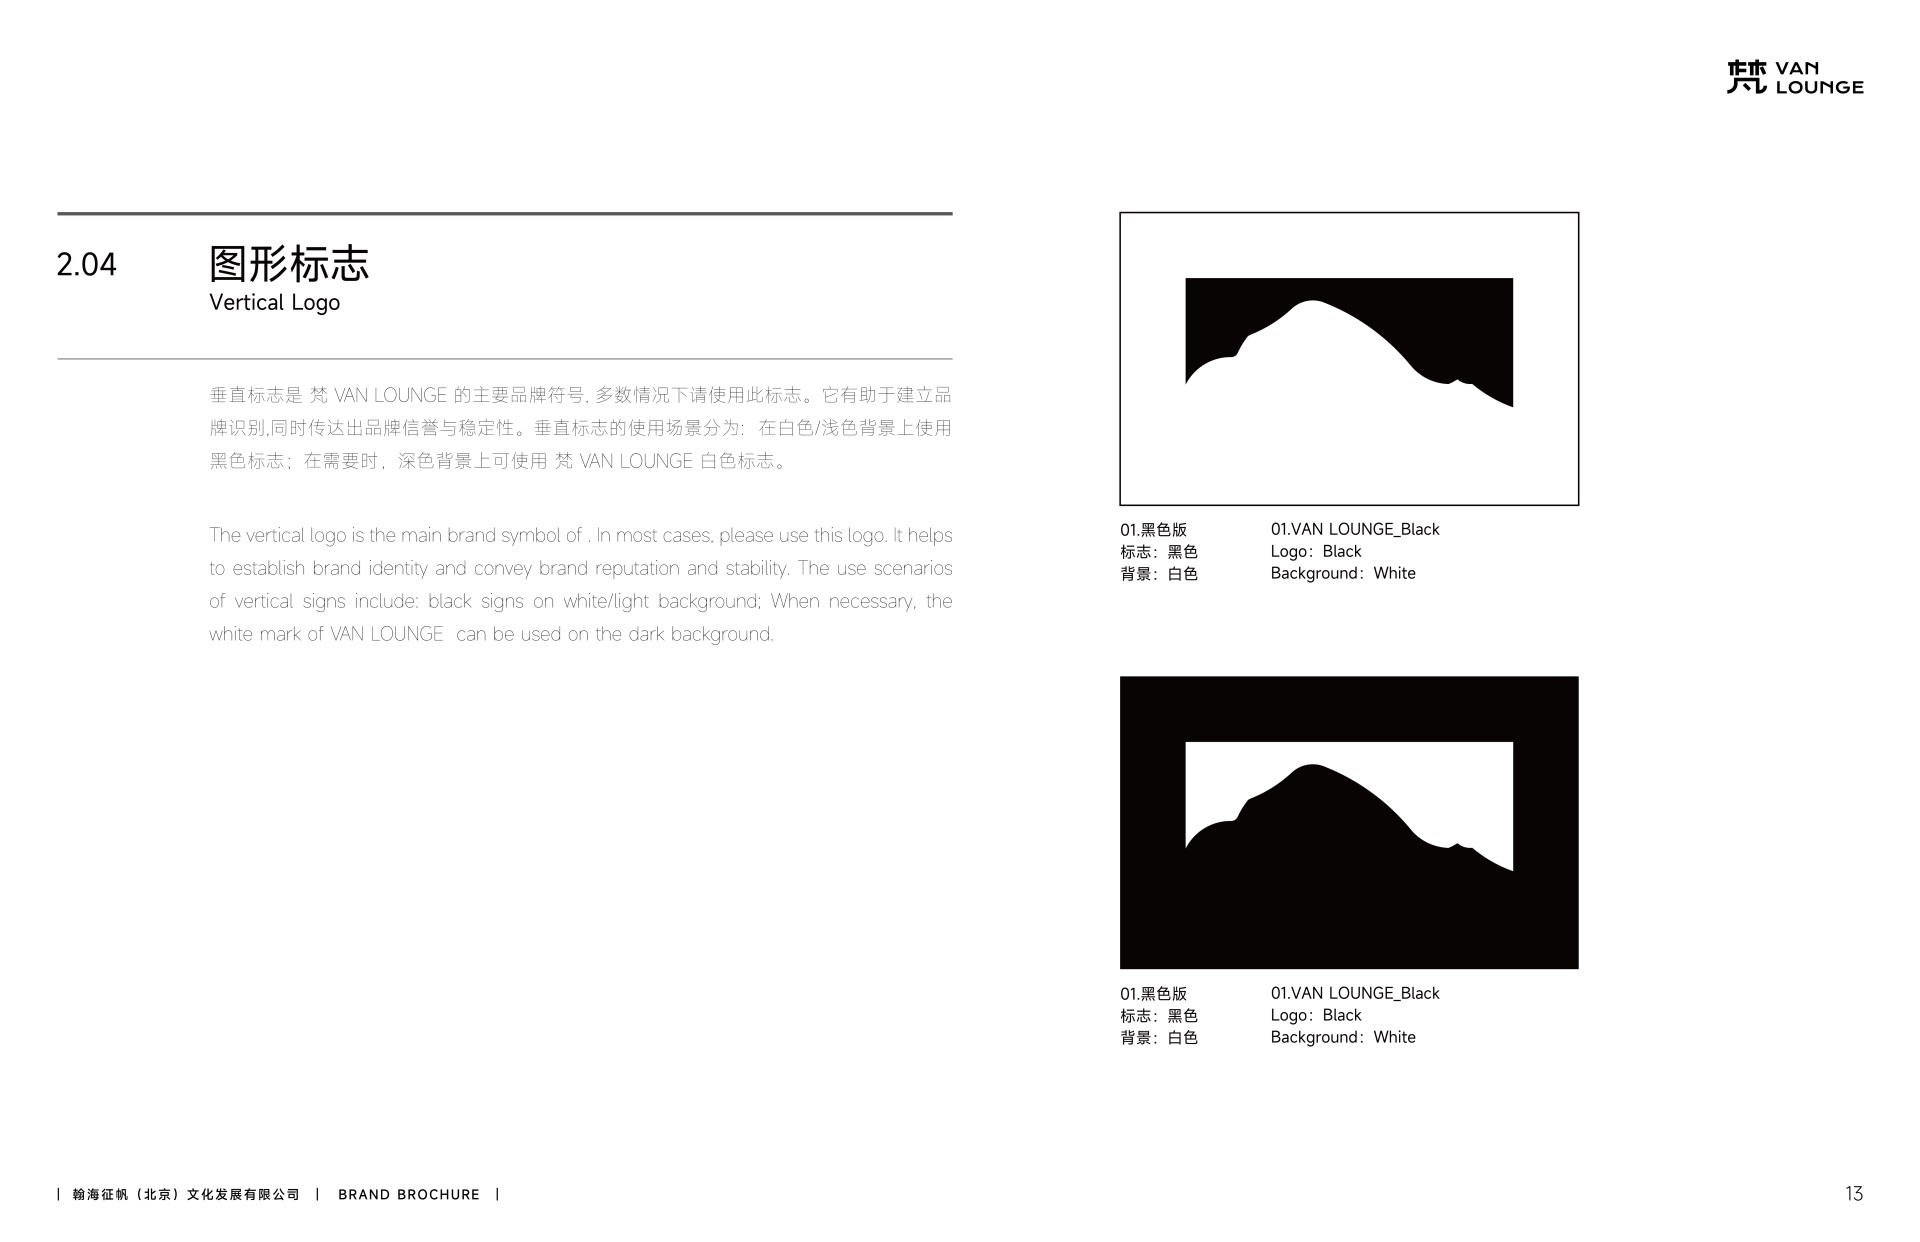 梵 VAN
LOUNGE
2.04
图形标志
Vertical Logo
垂直标志是 梵 VAN LOUNGE 的主要品牌符号, 多数情况下请使用此标志。它有助于建立品
牌识别,同时传达出品牌信誉与稳定性。垂直标志的使用场景分为：在白色/浅色背景上使用
黑色标志；在需要时，深色背景上可使用 梵 VAN LOUNGE 白色标志。
The vertical logo is the main brand symbol of . In most cases, please use this logo. It helps
to establish brand identity and convey brand reputation and stability. The use scenarios
of vertical signs include: black signs on white/light background; When necessary, the
white mark of VAN LOUNGE can be used on the dark background.
01.黑色版
标志：黑色
背景：白色
01.VAN LOUNGE_Black
Logo：Black
Background：White
01.黑色版
标志：黑色
背景：白色
01.VAN LOUNGE_Black
Logo：Black
Background：White
| 翰海征帆（北京）文化发展有限公司 | BRAND BROCHURE |
13